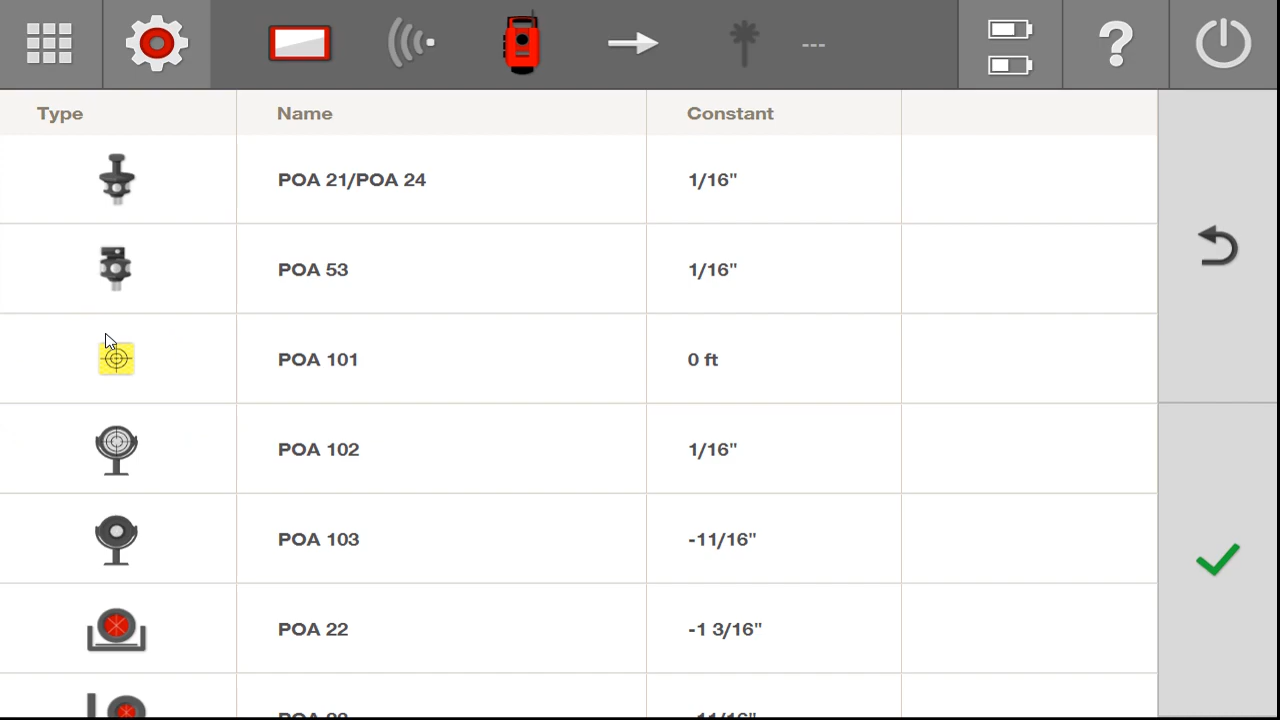 ---
Type Name Constant
POA 21/POA 24 1/16"
POA 53 1/16"
POA 101 0 ft
POA 102 1/16"
POA 103 -11/16"
POA 22 -1 3/16"